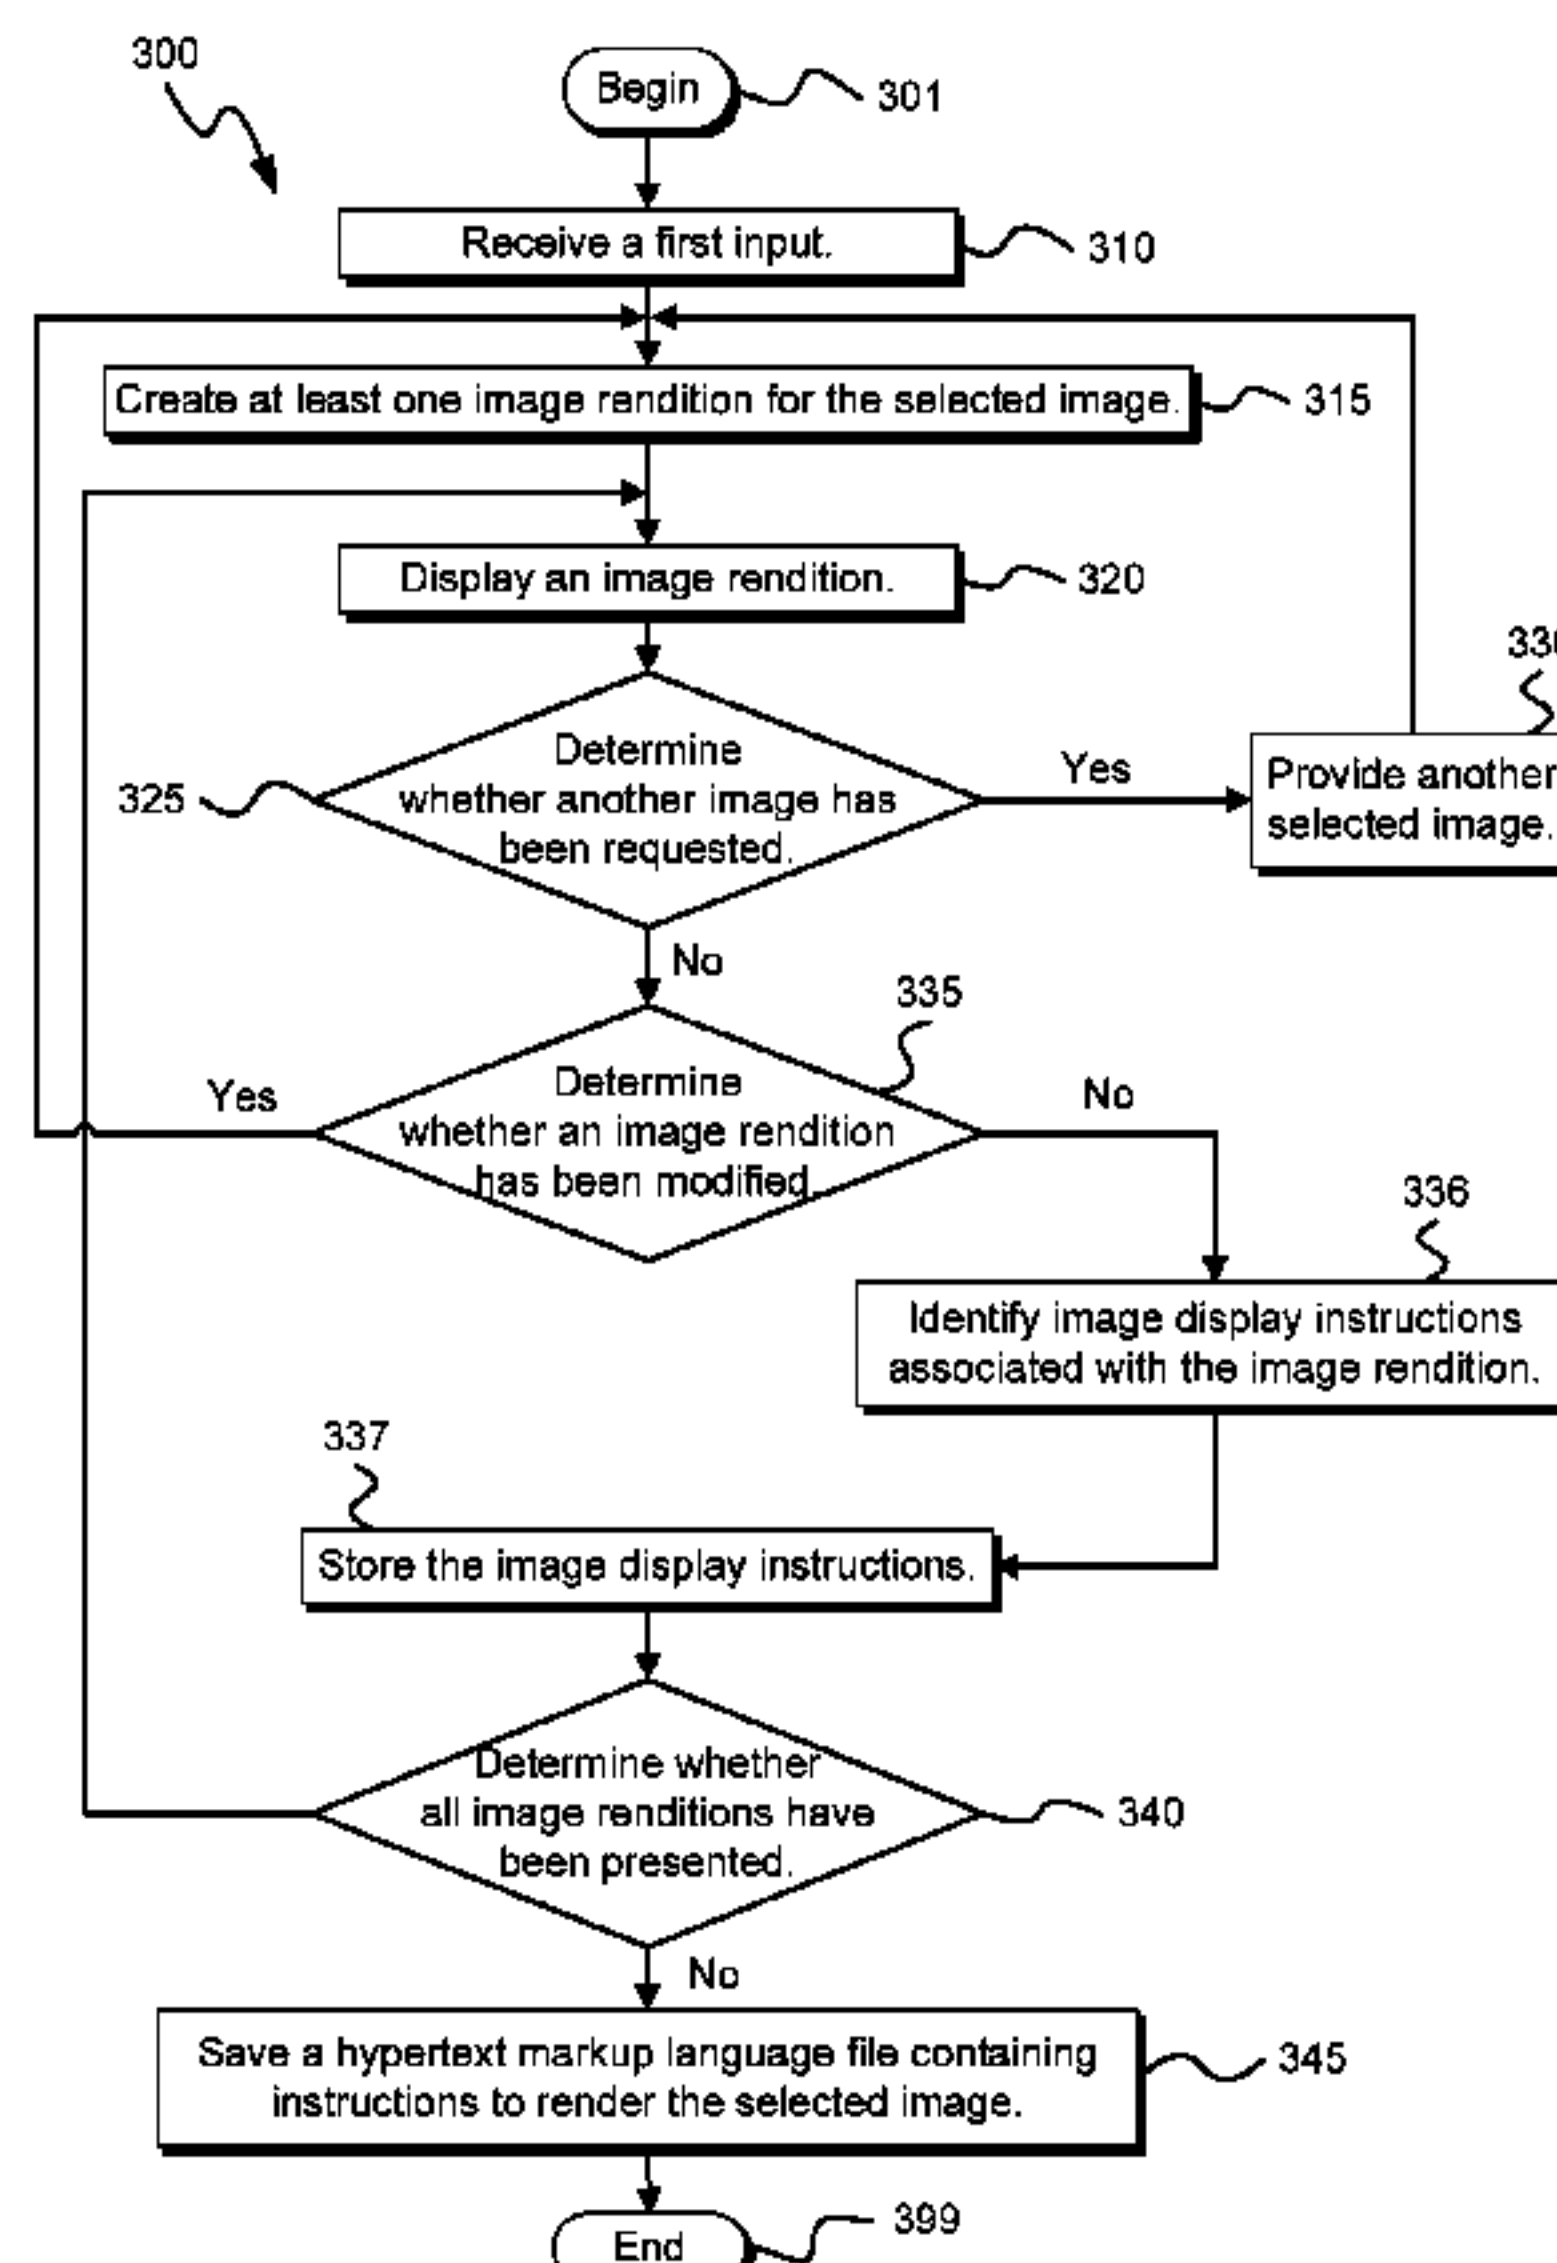 300
Begin
301
Receive a first input.
310
Create at least one image rendition for the selected image.
315
Display an image rendition.
320
Determine
whether another image has
been requested.
325
Yes
Provide another
selected image.
No
335
Determine
whether an image rendition
has been modified.
Yes
No
336
Identify image display instructions
associated with the image rendition.
337
Store the image display instructions.
Determine whether
all image renditions have
been presented.
340
No
Save a hypertext markup language file containing
instructions to render the selected image.
345
End
399